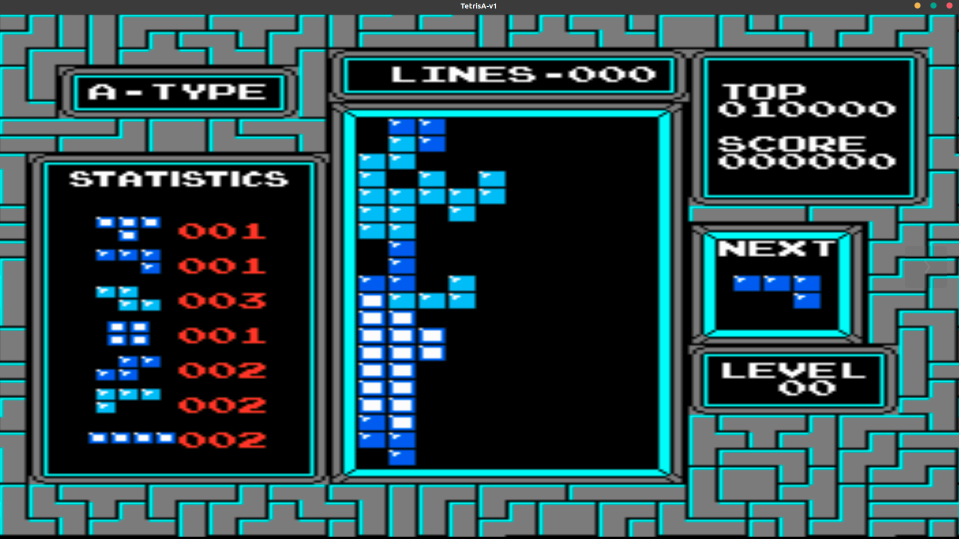 TetrisA-v1
A-TYPE
LINES-000
TOP
010000
SCORE
000000
STATISTICS
001
001
003
001
002
002
002
NEXT
LEVEL
00